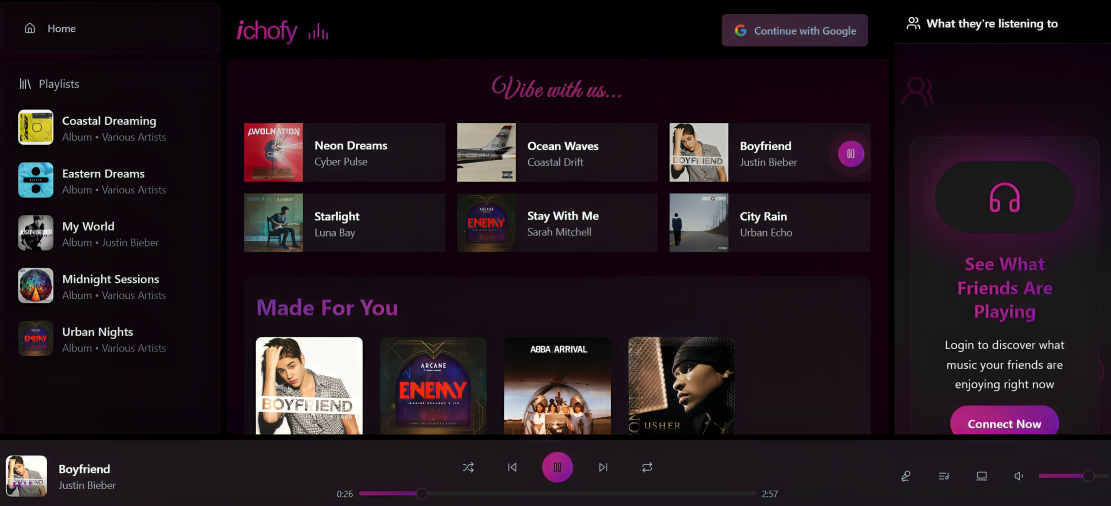 Home
Playlists
Coastal Dreaming
Album • Various Artists
Eastern Dreams
Album • Various Artists
My World
Album • Justin Bieber
Midnight Sessions
Album • Various Artists
Urban Nights
Album • Various Artists
ichofy
Continue with Google
Vibe with us...
AWOLNATION
Neon Dreams
Cyber Pulse
Ocean Waves
Coastal Drift
BOYFRIEND
Boyfriend
Justin Bieber
Starlight
Luna Bay
ARCANE
ENEMY
Stay With Me
Sarah Mitchell
City Rain
Urban Echo
Made For You
BOYFRIEND
ARCANE
ENEMY
IMAGINE DRAGONS X JID
ABBA ARRIVAL
USHER
What they're listening to
See What
Friends Are
Playing
Login to discover what
music your friends are
enjoying right now
Connect Now
Boyfriend
Justin Bieber
0:26
2:57